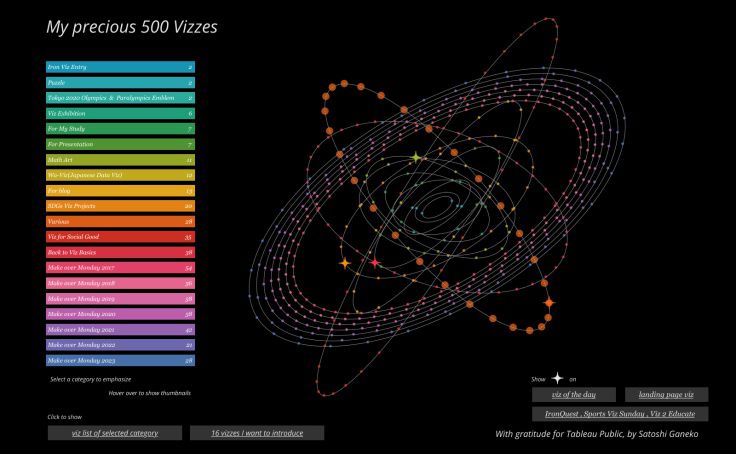 My precious 500 Vizzes
Iron Viz Entry 2
Puzzle 2
Tokyo 2020 Olympics & Paralympics Emblem 2
Viz Exhibition 6
For My Study 7
For Presentation 7
Math Art 11
Wa-Viz(Japanese Data Viz) 12
For blog 13
SDGs Viz Projects 20
Various 28
Viz for Social Good 35
Back to Viz Basics 38
Make over Monday 2017 54
Make over Monday 2018 56
Make over Monday 2019 58
Make over Monday 2020 58
Make over Monday 2021 42
Make over Monday 2022 21
Make over Monday 2023 28
Select a category to emphasize
Hover over to show thumbnails
Click to show
viz list of selected category
16 vizzes I want to introduce
Show on
viz of the day
landing page viz
IronQuest , Sports Viz Sunday , Viz 2 Educate
With gratitude for Tableau Public, by Satoshi Ganeko